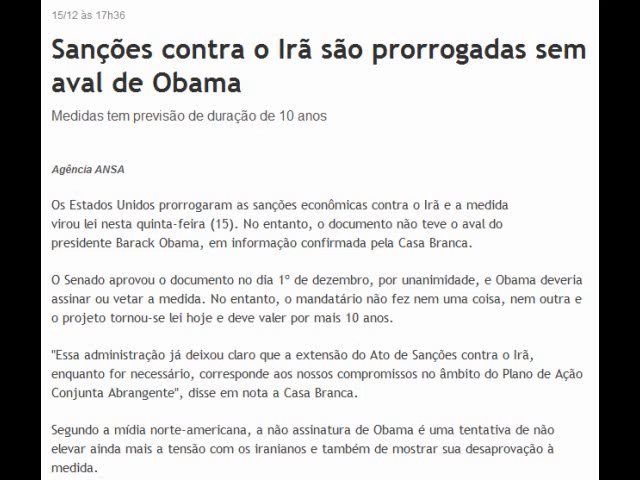 15/12 às 17h36
Sanções contra o Irã são prorrogadas sem
aval de Obama
Medidas tem previsão de duração de 10 anos
Agência ANSA
Os Estados Unidos prorrogaram as sanções econômicas contra o Irã e a medida
virou lei nesta quinta-feira (15). No entanto, o documento não teve o aval do
presidente Barack Obama, em informação confirmada pela Casa Branca.
O Senado aprovou o documento no dia 1º de dezembro, por unanimidade, e Obama deveria
assinar ou vetar a medida. No entanto, o mandatário não fez nem uma coisa, nem outra e
o projeto tornou-se lei hoje e deve valer por mais 10 anos.
"Essa administração já deixou claro que a extensão do Ato de Sanções contra o Irã,
enquanto for necessário, corresponde aos nossos compromissos no âmbito do Plano de Ação
Conjunta Abrangente", disse em nota a Casa Branca.
Segundo a mídia norte-americana, a não assinatura de Obama é uma tentativa de não
elevar ainda mais a tensão com os iranianos e também de mostrar sua desaprovação à
medida.